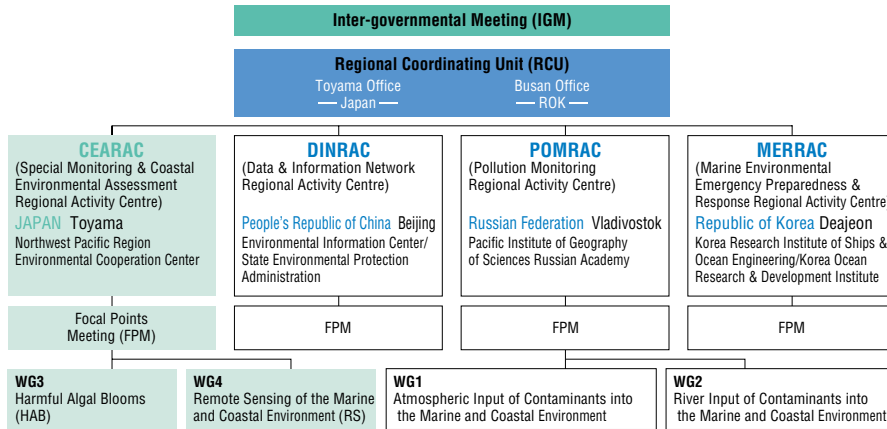 Inter-governmental Meeting (IGM)
Regional Coordinating Unit (RCU)
Toyama Office
Japan
Busan Office
ROK
CEARAC
(Special Monitoring & Coastal
Environmental Assessment
Regional Activity Centre)
JAPAN Toyama
Northwest Pacific Region
Environmental Cooperation Center
DINRAC
(Data & Information Network
Regional Activity Centre)
People's Republic of China Beijing
Environmental Information Center/
State Environmental Protection
Administration
POMRAC
(Pollution Monitoring
Regional Activity Centre)
Russian Federation Vladivostok
Pacific Institute of Geography
of Sciences Russian Academy
MERRAC
(Marine Environmental
Emergency Preparedness &
Response Regional Activity Centre)
Republic of Korea Deajeon
Korea Research Institute of Ships &
Ocean Engineering/Korea Ocean
Research & Development Institute
Focal Points
Meeting (FPM)
FPM
FPM
FPM
WG3
Harmful Algal Blooms
(HAB)
WG4
Remote Sensing of the Marine
and Coastal Environment (RS)
WG1
Atmospheric Input of Contaminants into
the Marine and Coastal Environment
WG2
River Input of Contaminants into
the Marine and Coastal Environment